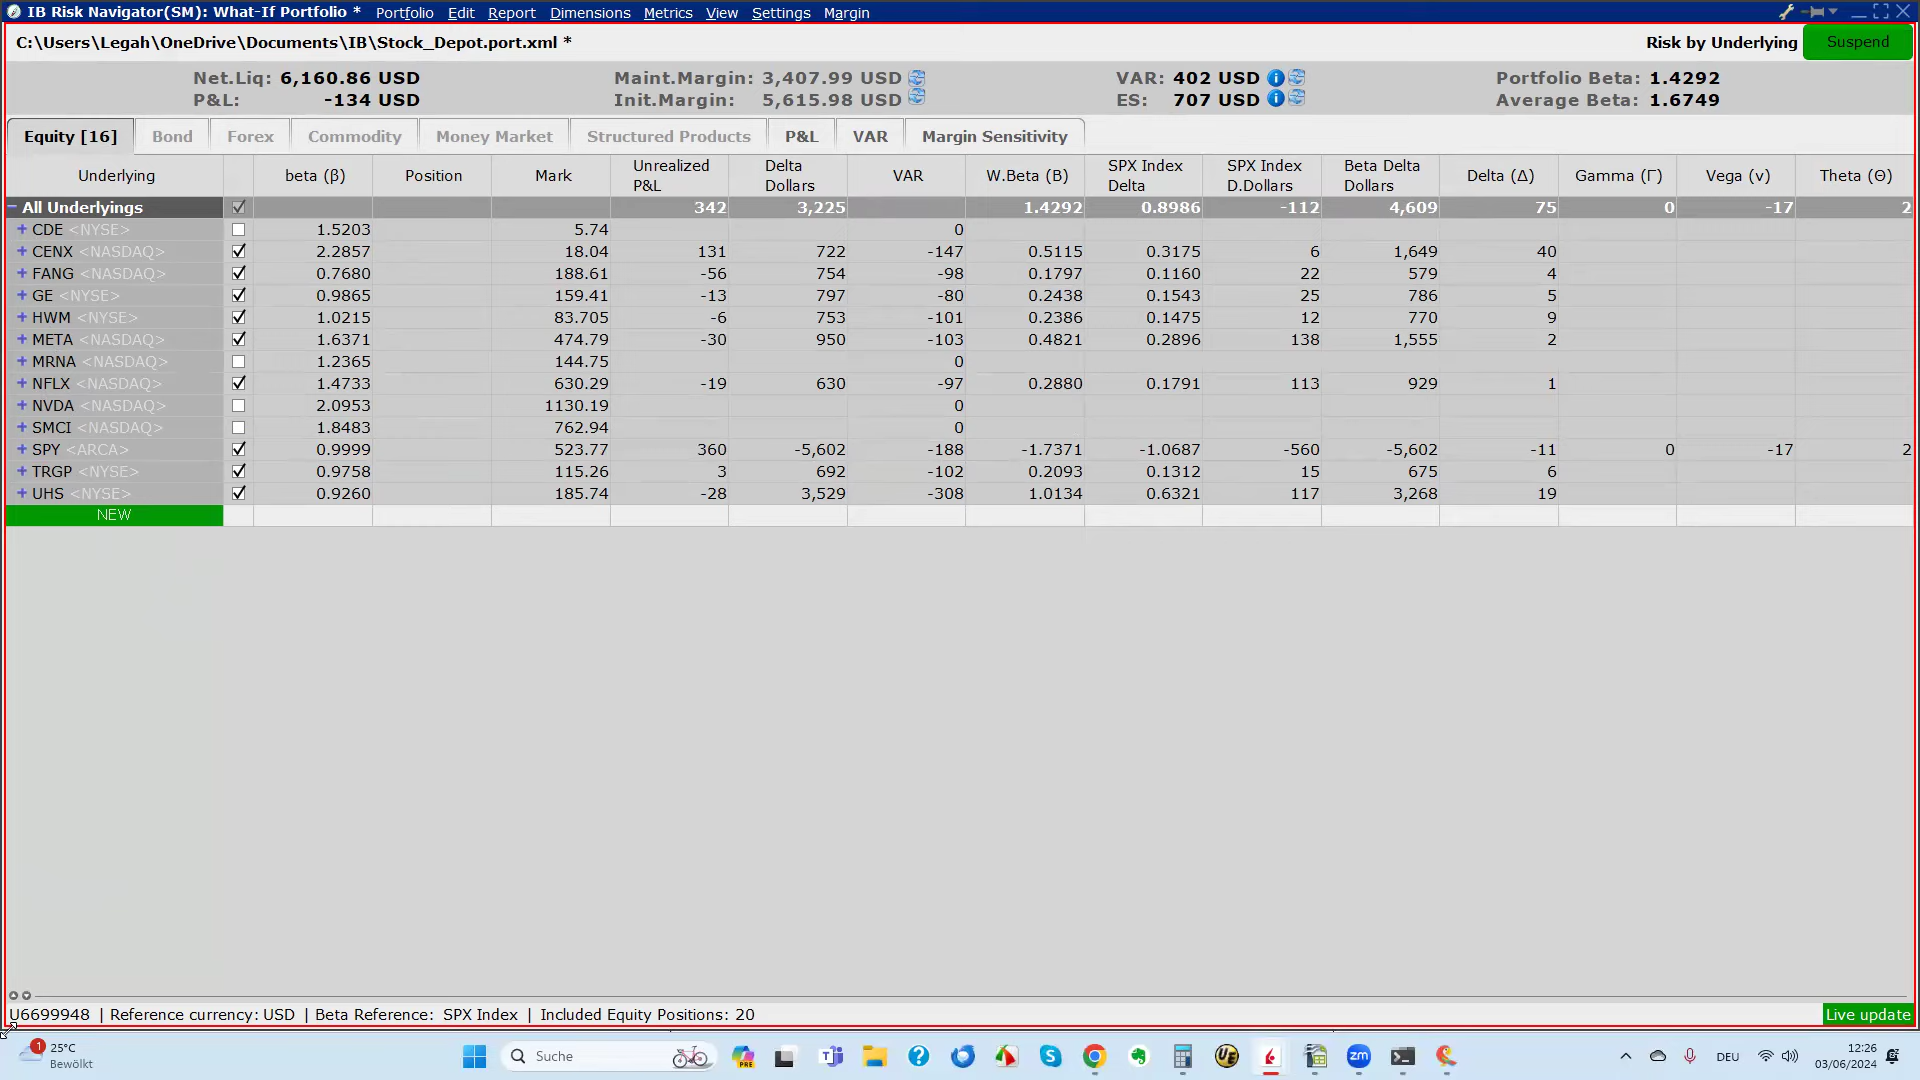 IB Risk Navigator(SM): What-If Portfolio * Portfolio Edit Report Dimensions Metrics View Settings Margin
C:\Users\Legah\OneDrive\Documents\IB\Stock_Depot.port.xml * Risk by Underlying Suspend
Net.Liq: 6,160.86 USD Maint.Margin: 3,407.99 USD VAR: 402 USD Portfolio Beta: 1.4292
P&L: -134 USD Init.Margin: 5,615.98 USD ES: 707 USD Average Beta: 1.6749
Equity [16] Bond Forex Commodity Money Market Structured Products P&L VAR Margin Sensitivity
Underlying beta (β) Position Mark Unrealized P&L Delta Dollars VAR W.Beta (B) SPX Index Delta SPX Index D.Dollars Beta Delta Dollars Delta (Δ) Gamma (Γ) Vega (v) Theta (Θ)
All Underlyings 342 3,225 1.4292 0.8986 -112 4,609 75 0 -17 2
+ CDE <NYSE> 1.5203 5.74 0
+ CENX <NASDAQ> 2.2857 18.04 131 722 -147 0.5115 0.3175 6 1,649 40
+ FANG <NASDAQ> 0.7680 188.61 -56 754 -98 0.1797 0.1160 22 579 4
+ GE <NYSE> 0.9865 159.41 -13 797 -80 0.2438 0.1543 25 786 5
+ HWM <NYSE> 1.0215 83.705 -6 753 -101 0.2386 0.1475 12 770 9
+ META <NASDAQ> 1.6371 474.79 -30 950 -103 0.4821 0.2896 138 1,555 2
+ MRNA <NASDAQ> 1.2365 144.75 0
+ NFLX <NASDAQ> 1.4733 630.29 -19 630 -97 0.2880 0.1791 113 929 1
+ NVDA <NASDAQ> 2.0953 1130.19 0
+ SMCI <NASDAQ> 1.8483 762.94 0
+ SPY <ARCA> 0.9999 523.77 360 -5,602 -188 -1.7371 -1.0687 -560 -5,602 -11 0 -17 2
+ TRGP <NYSE> 0.9758 115.26 3 692 -102 0.2093 0.1312 15 675 6
+ UHS <NYSE> 0.9260 185.74 -28 3,529 -308 1.0134 0.6321 117 3,268 19
NEW
U6699948 | Reference currency: USD | Beta Reference: SPX Index | Included Equity Positions: 20 Live update
1 25°C Suche PRE UE zm DEU 12:26
Bewölkt 03/06/2024